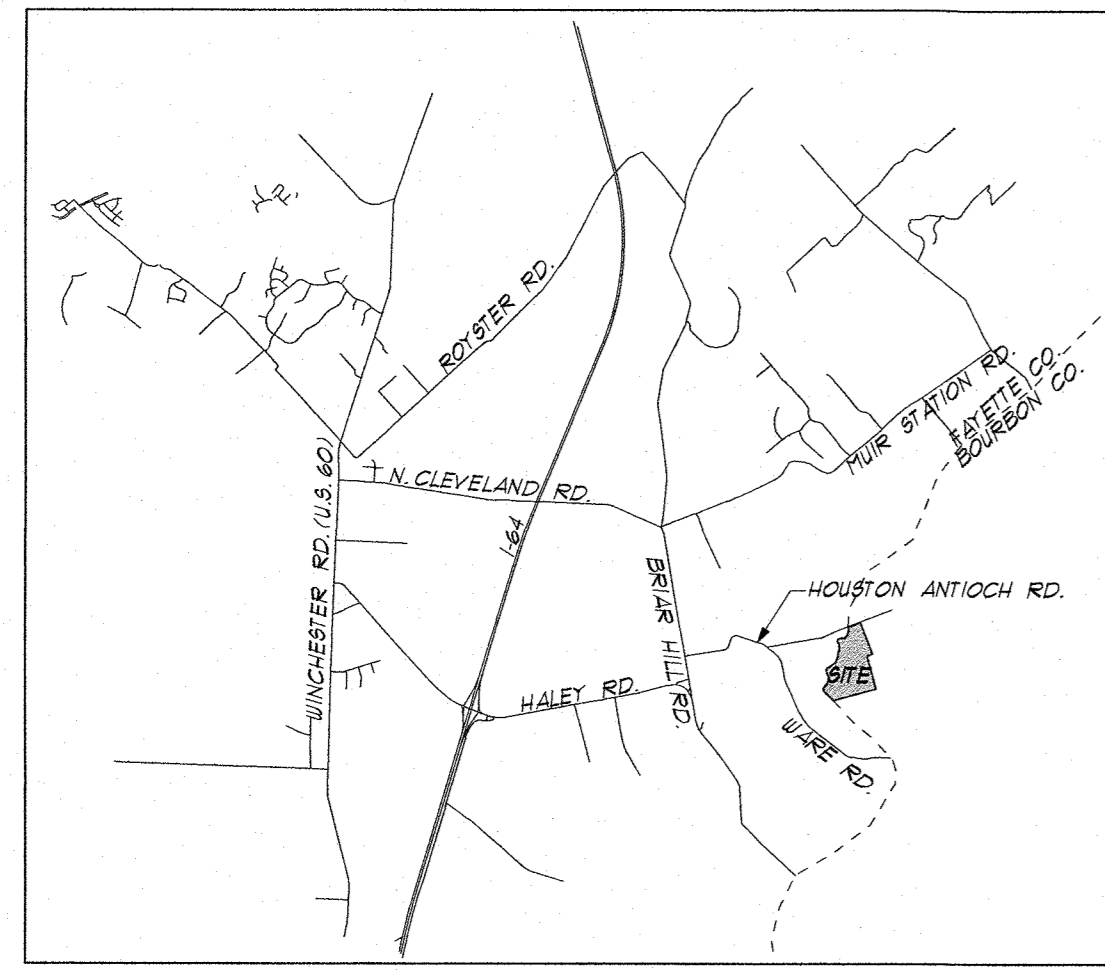 ROYSTER RD.
MUIR STATION RD.
FAYETTE CO.
BOURBON CO.
WINCHESTER RD. (U.S. 60)
N. CLEVELAND RD.
I-64
BRIAR HILL RD.
HOUSTON ANTIOCH RD.
SITE
HALEY RD.
WARE RD.